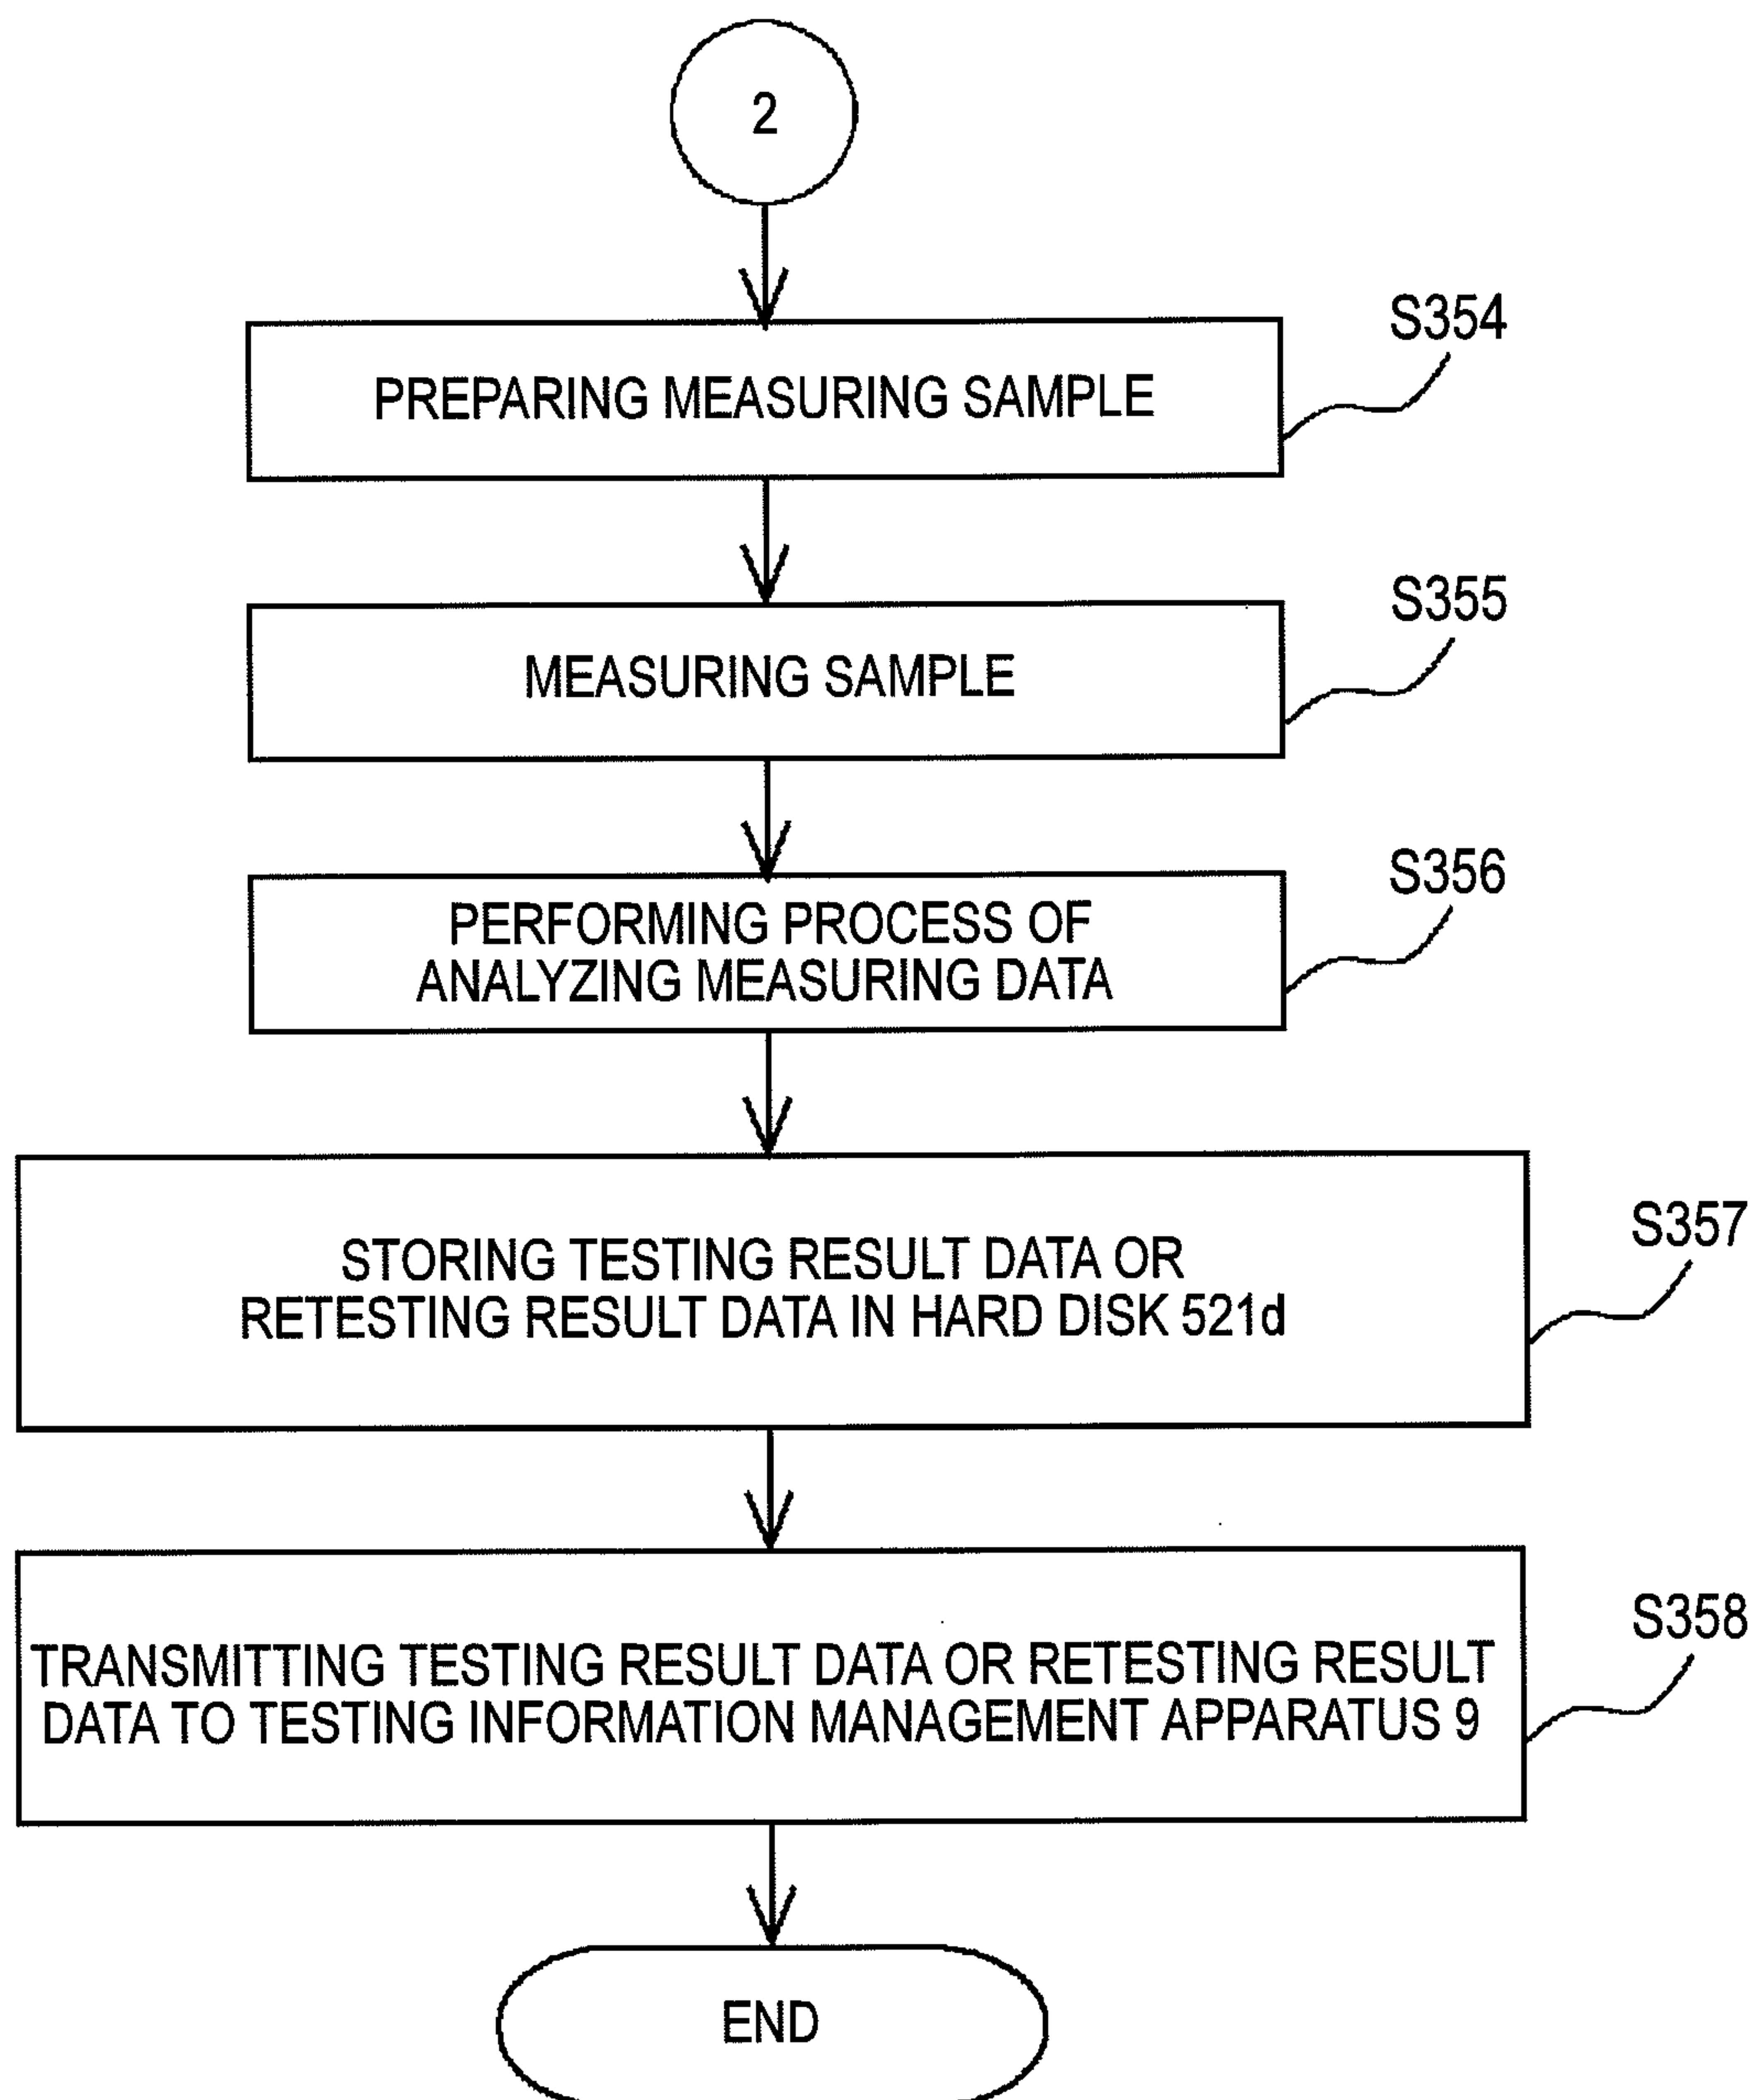 2
S354
PREPARING MEASURING SAMPLE
S355
MEASURING SAMPLE
S356
PERFORMING PROCESS OF
ANALYZING MEASURING DATA
S357
STORING TESTING RESULT DATA OR
RETESTING RESULT DATA IN HARD DISK 521d
S358
TRANSMITTING TESTING RESULT DATA OR RETESTING RESULT
DATA TO TESTING INFORMATION MANAGEMENT APPARATUS 9
END